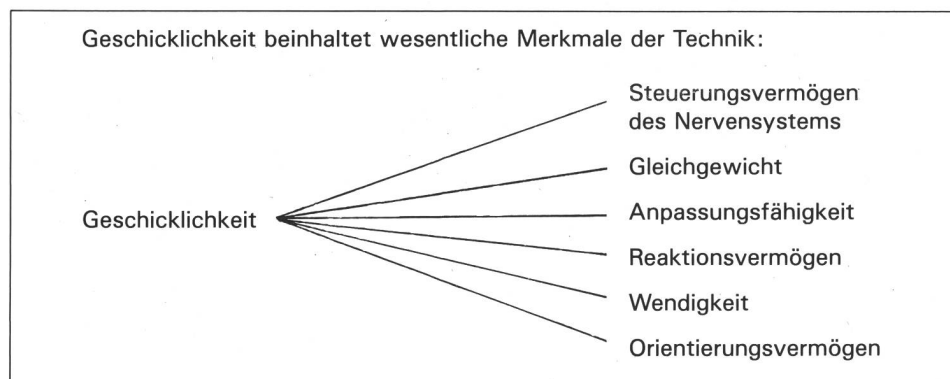 Geschicklichkeit beinhaltet wesentliche Merkmale der Technik:
Steuerungsvermögen
des Nervensystems
Gleichgewicht
Geschicklichkeit
Anpassungsfähigkeit
Reaktionsvermögen
Wendigkeit
Orientierungsvermögen